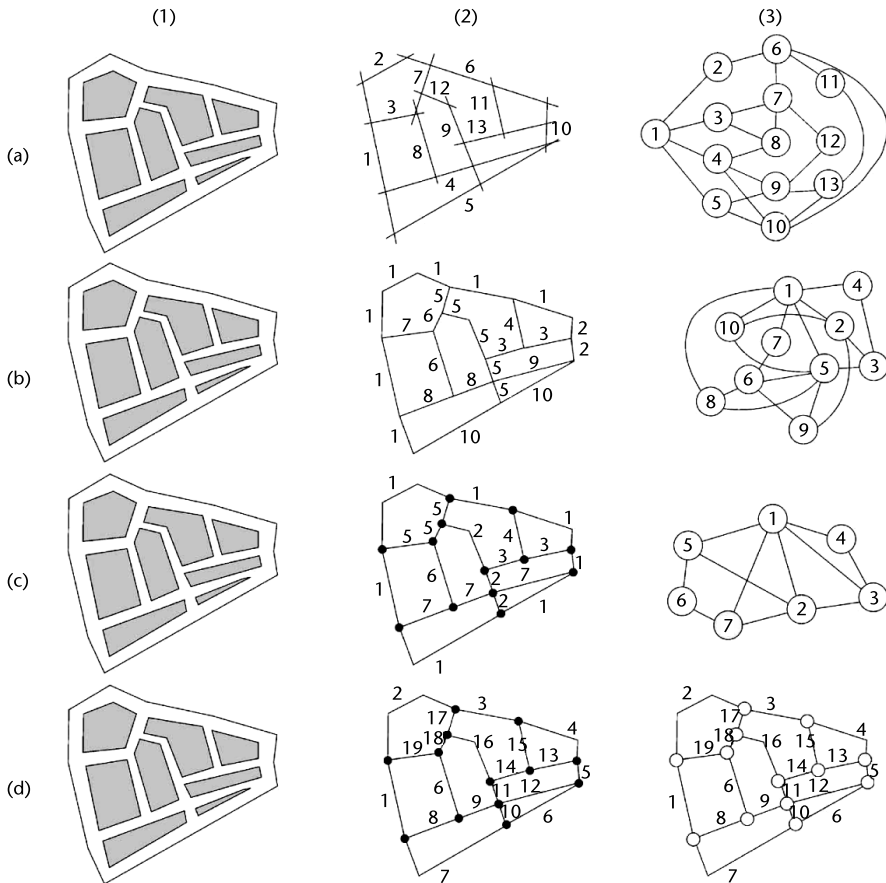 (1) (2) (3)
(a)
2 6
7 12
11
3 9 13 10
1 8
4
5
6
2 11
7
3
1 8 12
4
9 13
5
10
(b)
1 1 1 1
5 5
1 7 6 5 4 3 2
3 2
6 5 9
1 8 8 5 10
1 10
1 4
10 2
7
5 3
6
8
9
(c)
1 1
5 2 1
5 5 4 3
3 1
1 6 2 7
7 7 2 1
1
1
5 4
6 3
2
7
(d)
2 3
17 4
18 16 15
19 14 13
5
1 6 11 12
8 9 10 6
7
2 3
17 4
18 16 15
19 14 13
5
1 6 11 12
8 9 10 6
7